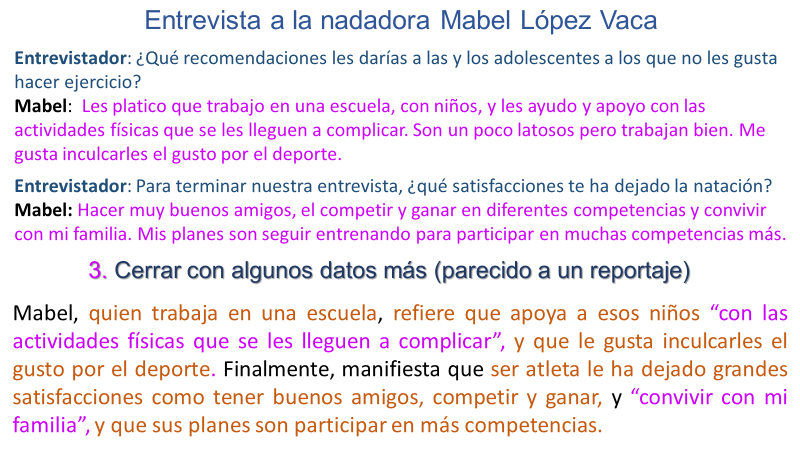 Entrevista a la nadadora Mabel López Vaca
Entrevistador: ¿Qué recomendaciones les darías a las y los adolescentes a los que no les gusta
hacer ejercicio?
Mabel: Les platico que trabajo en una escuela, con niños, y les ayudo y apoyo con las
actividades físicas que se les lleguen a complicar. Son un poco latosos pero trabajan bien. Me
gusta inculcarles el gusto por el deporte.
Entrevistador: Para terminar nuestra entrevista, ¿qué satisfacciones te ha dejado la natación?
Mabel: Hacer muy buenos amigos, el competir y ganar en diferentes competencias y convivir
con mi familia. Mis planes son seguir entrenando para participar en muchas competencias más.
3. Cerrar con algunos datos más (parecido a un reportaje)
Mabel, quien trabaja en una escuela, refiere que apoya a esos niños “con las
actividades físicas que se les lleguen a complicar”, y que le gusta inculcarles el
gusto por el deporte. Finalmente, manifiesta que ser atleta le ha dejado grandes
satisfacciones como tener buenos amigos, competir y ganar, y “convivir con mi
familia”, y que sus planes son participar en más competencias.